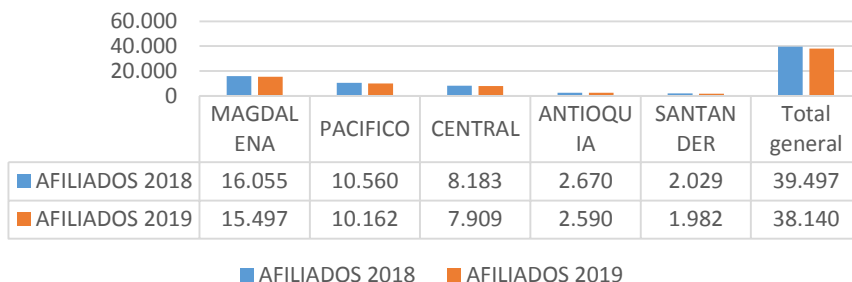 60.000
40.000
20.000
0
MAGDAL
ENA
PACIFICO
CENTRAL
ANTIOQU
IA
SANTAN
DER
Total
general
AFILIADOS 2018 16.055 10.560 8.183 2.670 2.029 39.497
AFILIADOS 2019 15.497 10.162 7.909 2.590 1.982 38.140
AFILIADOS 2018 AFILIADOS 2019